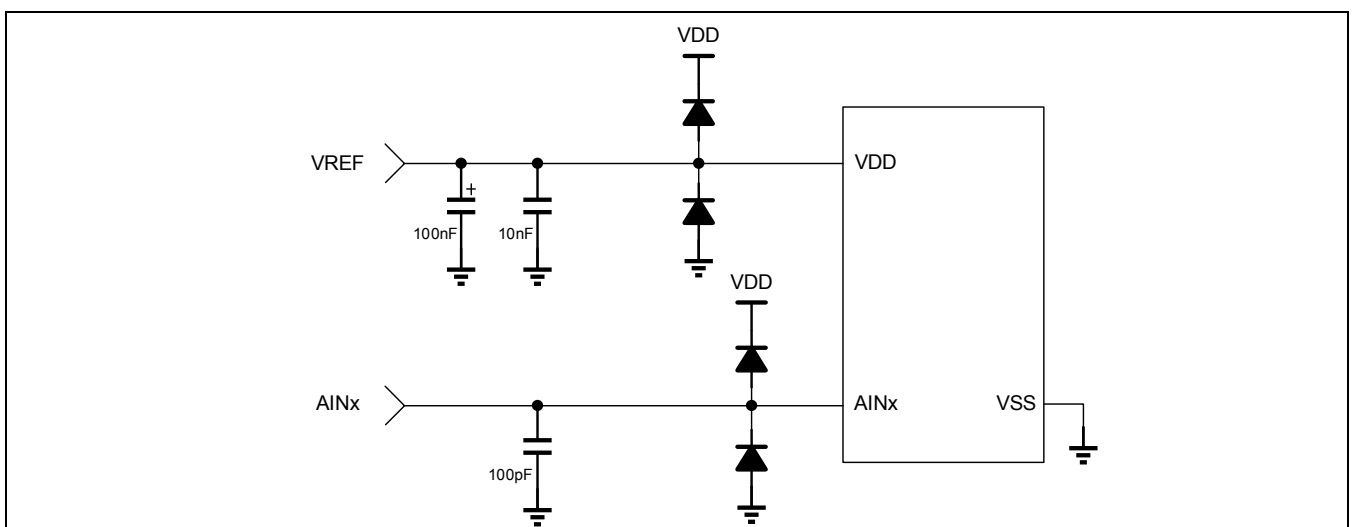 VDD
VREF
VDD
+
100nF
10nF
VDD
AINx
AINx
VSS
100pF